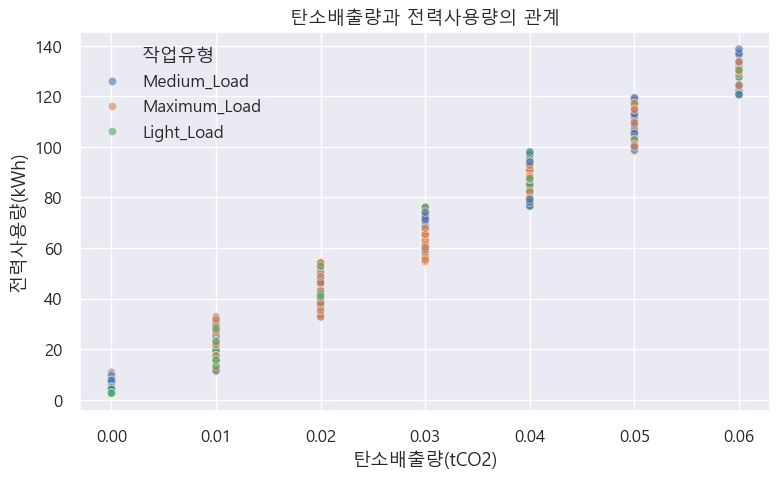 탄소배출량과 전력사용량의 관계
작업유형
Medium_Load
Maximum_Load
Light_Load
전력사용량(kWh)
140
120
100
80
60
40
20
0
0.00 0.01 0.02 0.03 0.04 0.05 0.06
탄소배출량(tCO2)